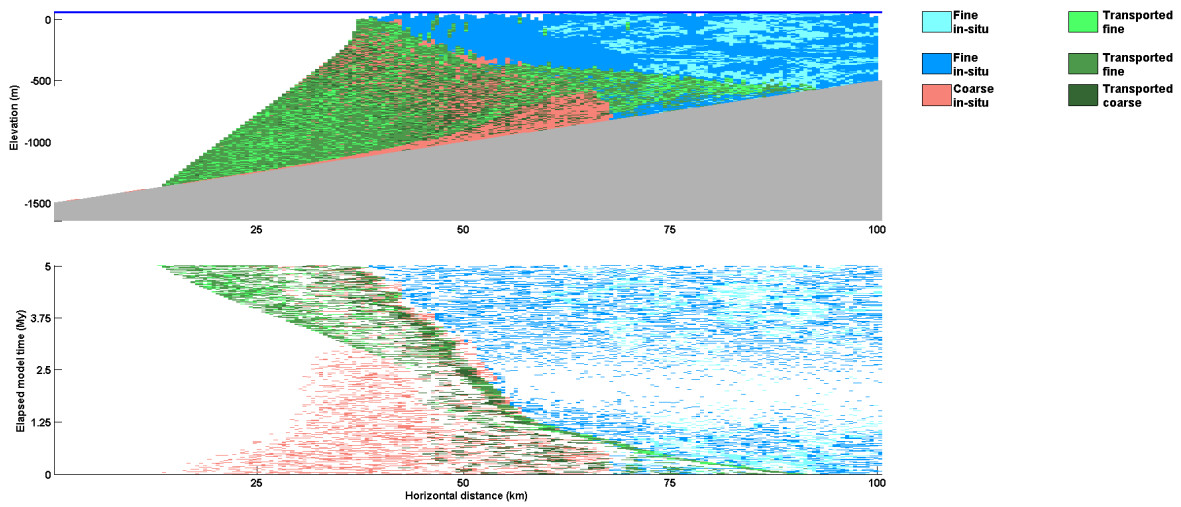 0
-500
-1000
-1500
Elevation (m)
25
50
75
100
Fine
in-situ
Fine
in-situ
Coarse
in-situ
Transported
fine
Transported
fine
Transported
coarse
5
3.75
2.5
1.25
0
Elapsed model time (My)
25
50
75
100
Horizontal distance (km)